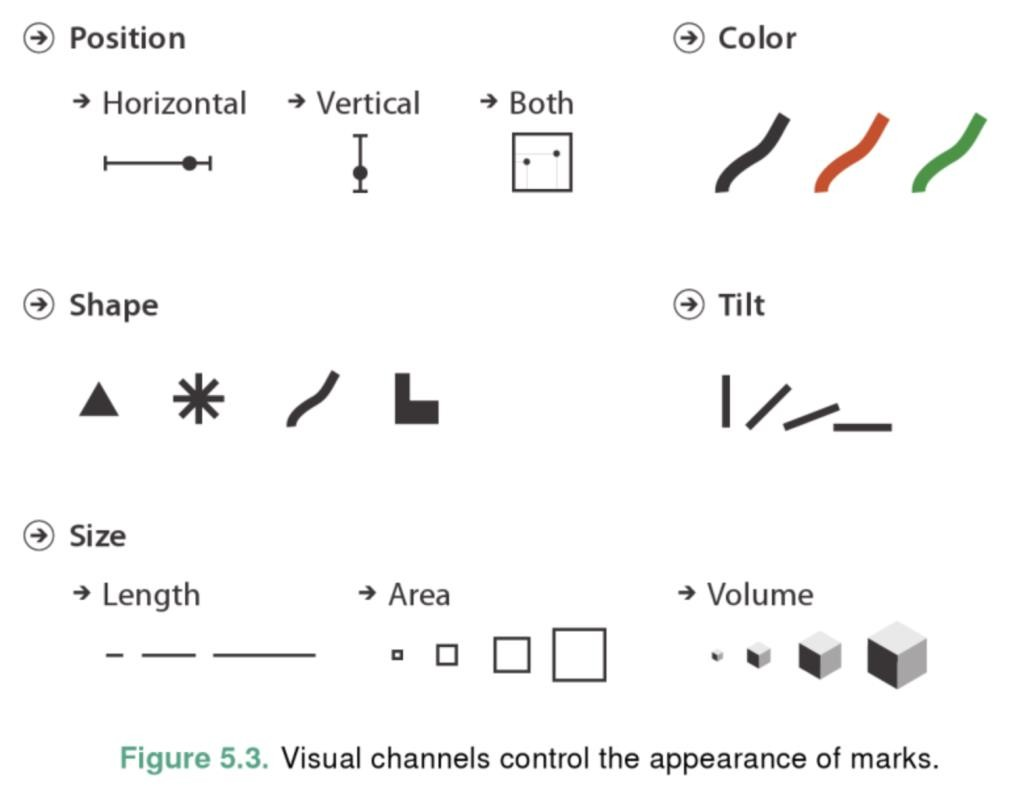 Position
Color
Horizontal
Vertical
Both
Shape
Tilt
Size
Length
Area
Volume
Figure 5.3. Visual channels control the appearance of marks.